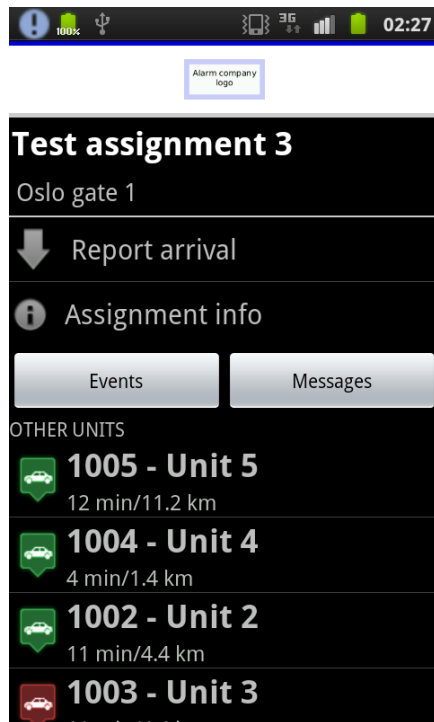 100%
3G
02:27
Alarm company
logo
Test assignment 3
Oslo gate 1
Report arrival
Assignment info
Events
Messages
OTHER UNITS
1005 - Unit 5
12 min/11.2 km
1004 - Unit 4
4 min/1.4 km
1002 - Unit 2
11 min/4.4 km
1003 - Unit 3